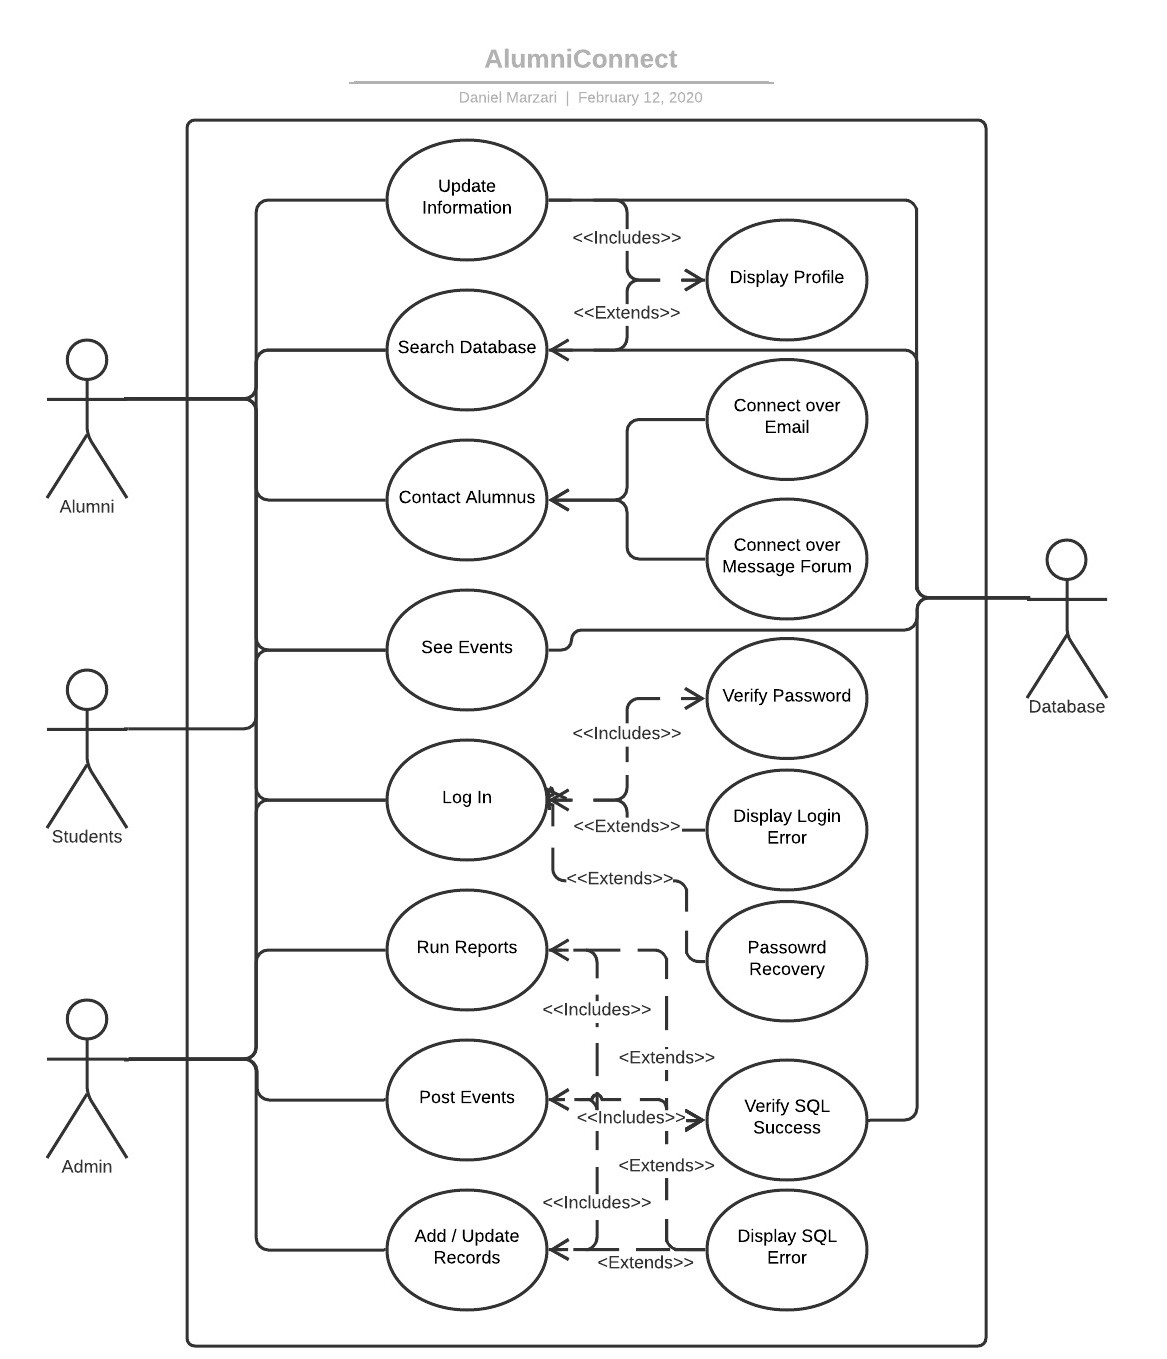 AlumniConnect
Daniel Marzari | February 12, 2020
Update
Information
<<Includes>>
Display Profile
<<Extends>>
Search Database
Connect over
Email
Contact Alumnus
Alumni
Connect over
Message Forum
See Events
Verify Password
Database
<<Includes>>
Log In
Display Login
Error
<<Extends>>
Students
<<Extends>>
Run Reports
Passowrd
Recovery
<<Includes>>
<Extends>>
Post Events
Verify SQL
Success
<<Includes>>
Admin
<Extends>>
<<Includes>>
Add / Update
Records
Display SQL
Error
<Extends>>